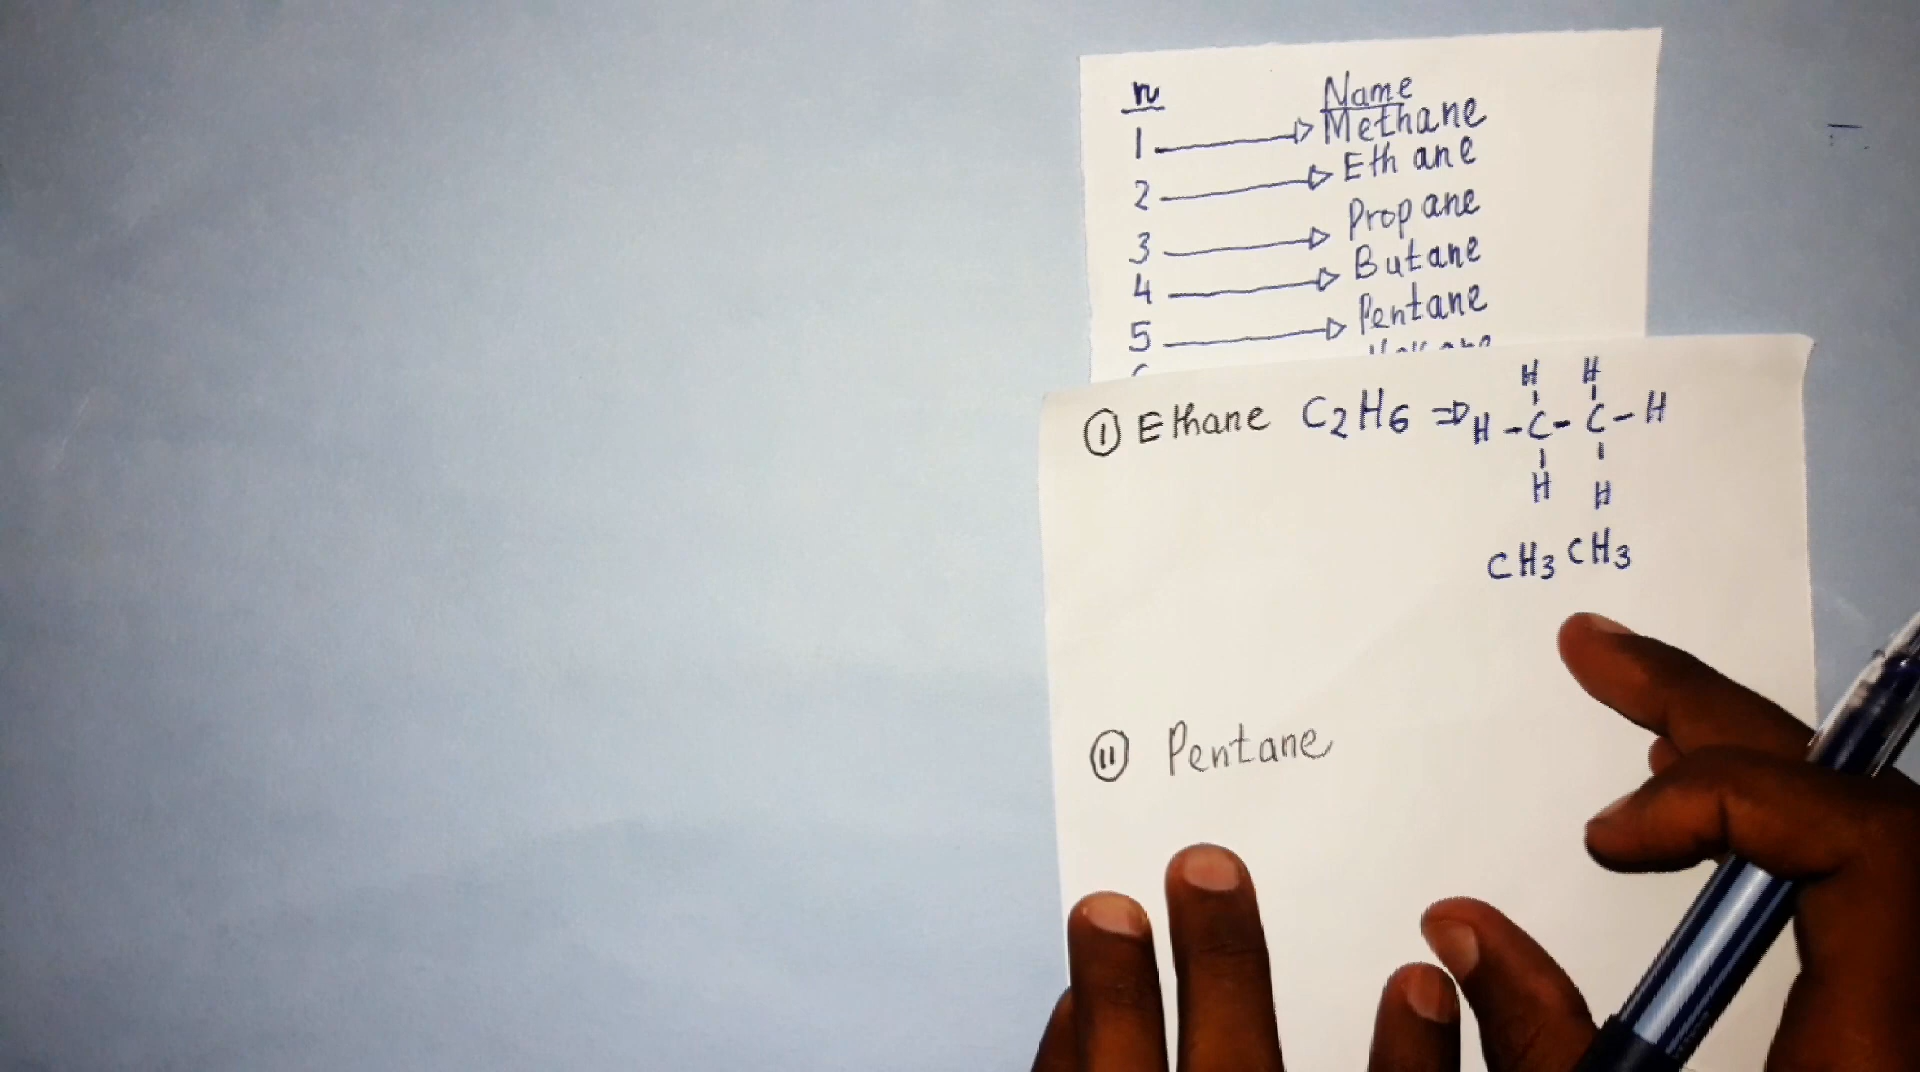 n Name
1 Methane
2 Ethane
3 Propane
4 Butane
5 Pentane
H H
① Ethane C2H6 ⇒ H - C - C - H
H H
CH3 CH3
⑪ Pentane